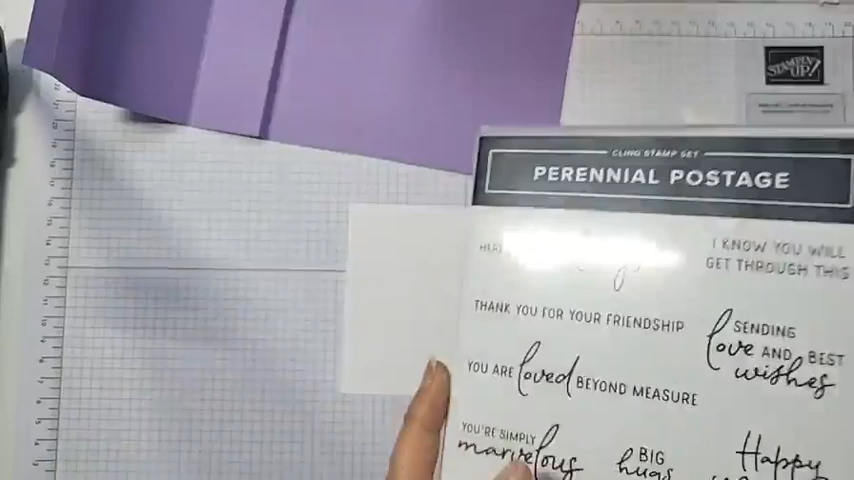 STAMPIN' UP!
CLING STAMP SET
PERENNIAL POSTAGE
I KNOW YOU WILL
GET THROUGH THIS
THANK YOU FOR YOUR FRIENDSHIP
SENDING
love AND BEST
wishes
YOU ARE loved BEYOND MEASURE
YOU'RE SIMPLY
marvelous
BIG
hugs
Happy